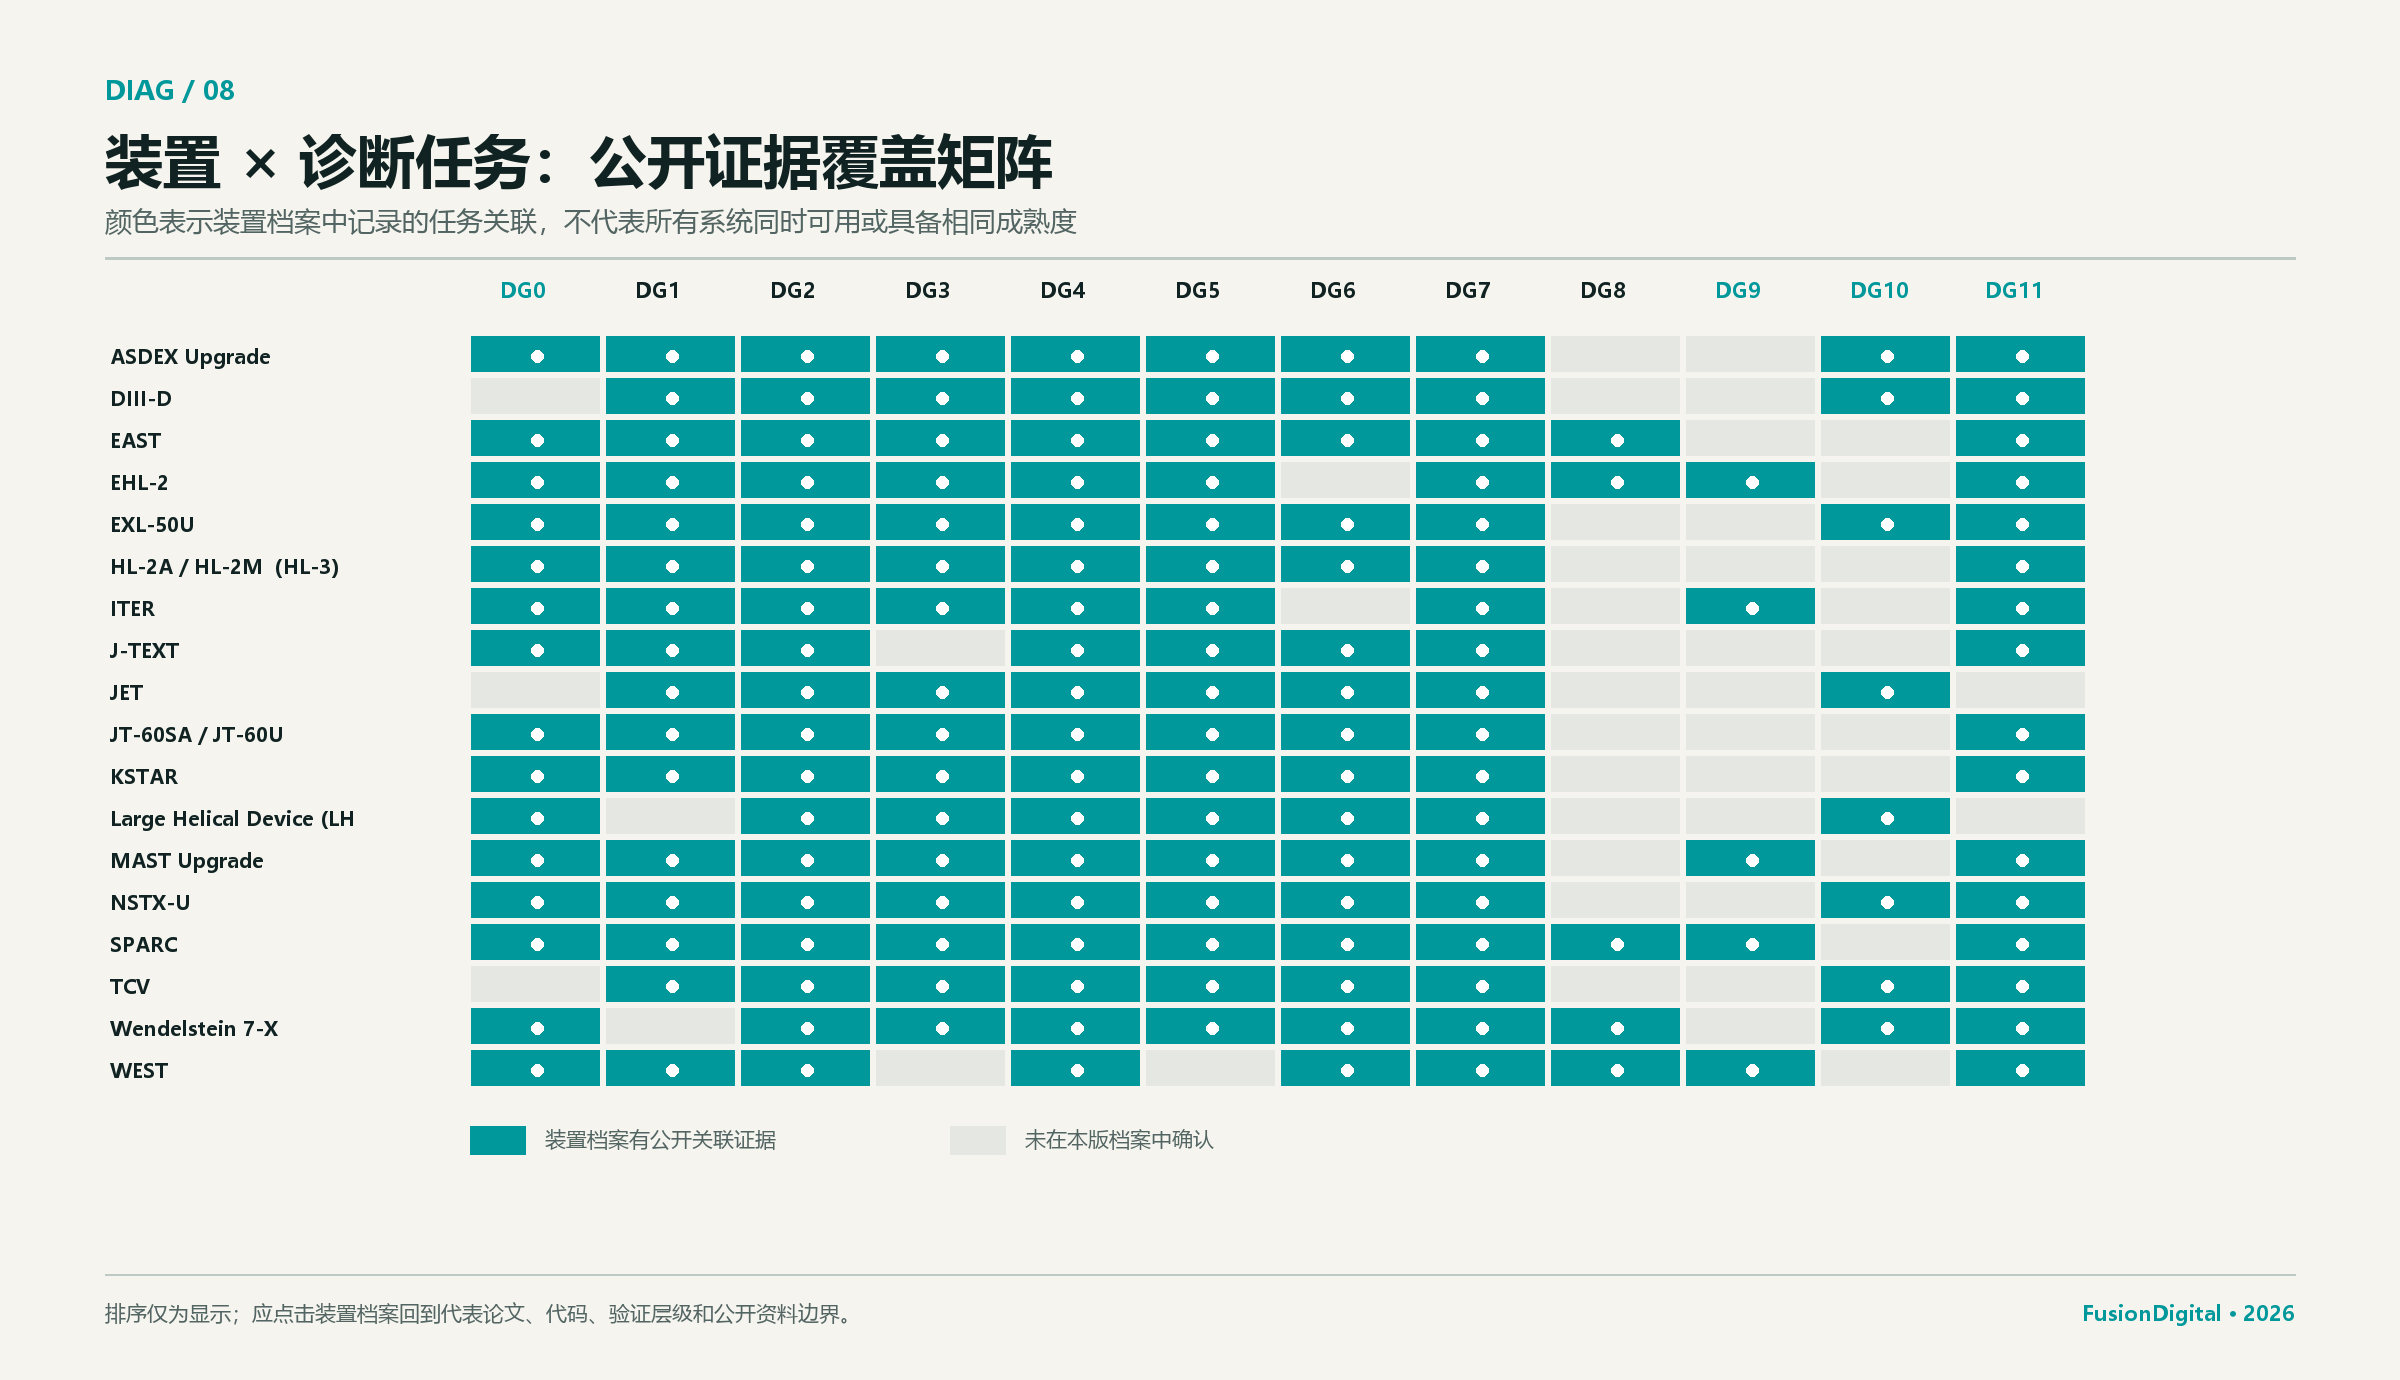 DIAG / 08
装置 × 诊断任务：公开证据覆盖矩阵
颜色表示装置档案中记录的任务关联，不代表所有系统同时可用或具备相同成熟度
DG0 DG1 DG2 DG3 DG4 DG5 DG6 DG7 DG8 DG9 DG10 DG11
ASDEX Upgrade
DIII-D
EAST
EHL-2
EXL-50U
HL-2A / HL-2M (HL-3)
ITER
J-TEXT
JET
JT-60SA / JT-60U
KSTAR
Large Helical Device (LH
MAST Upgrade
NSTX-U
SPARC
TCV
Wendelstein 7-X
WEST
装置档案有公开关联证据 未在本版档案中确认
排序仅为显示；应点击装置档案回到代表论文、代码、验证层级和公开资料边界。 FusionDigital • 2026